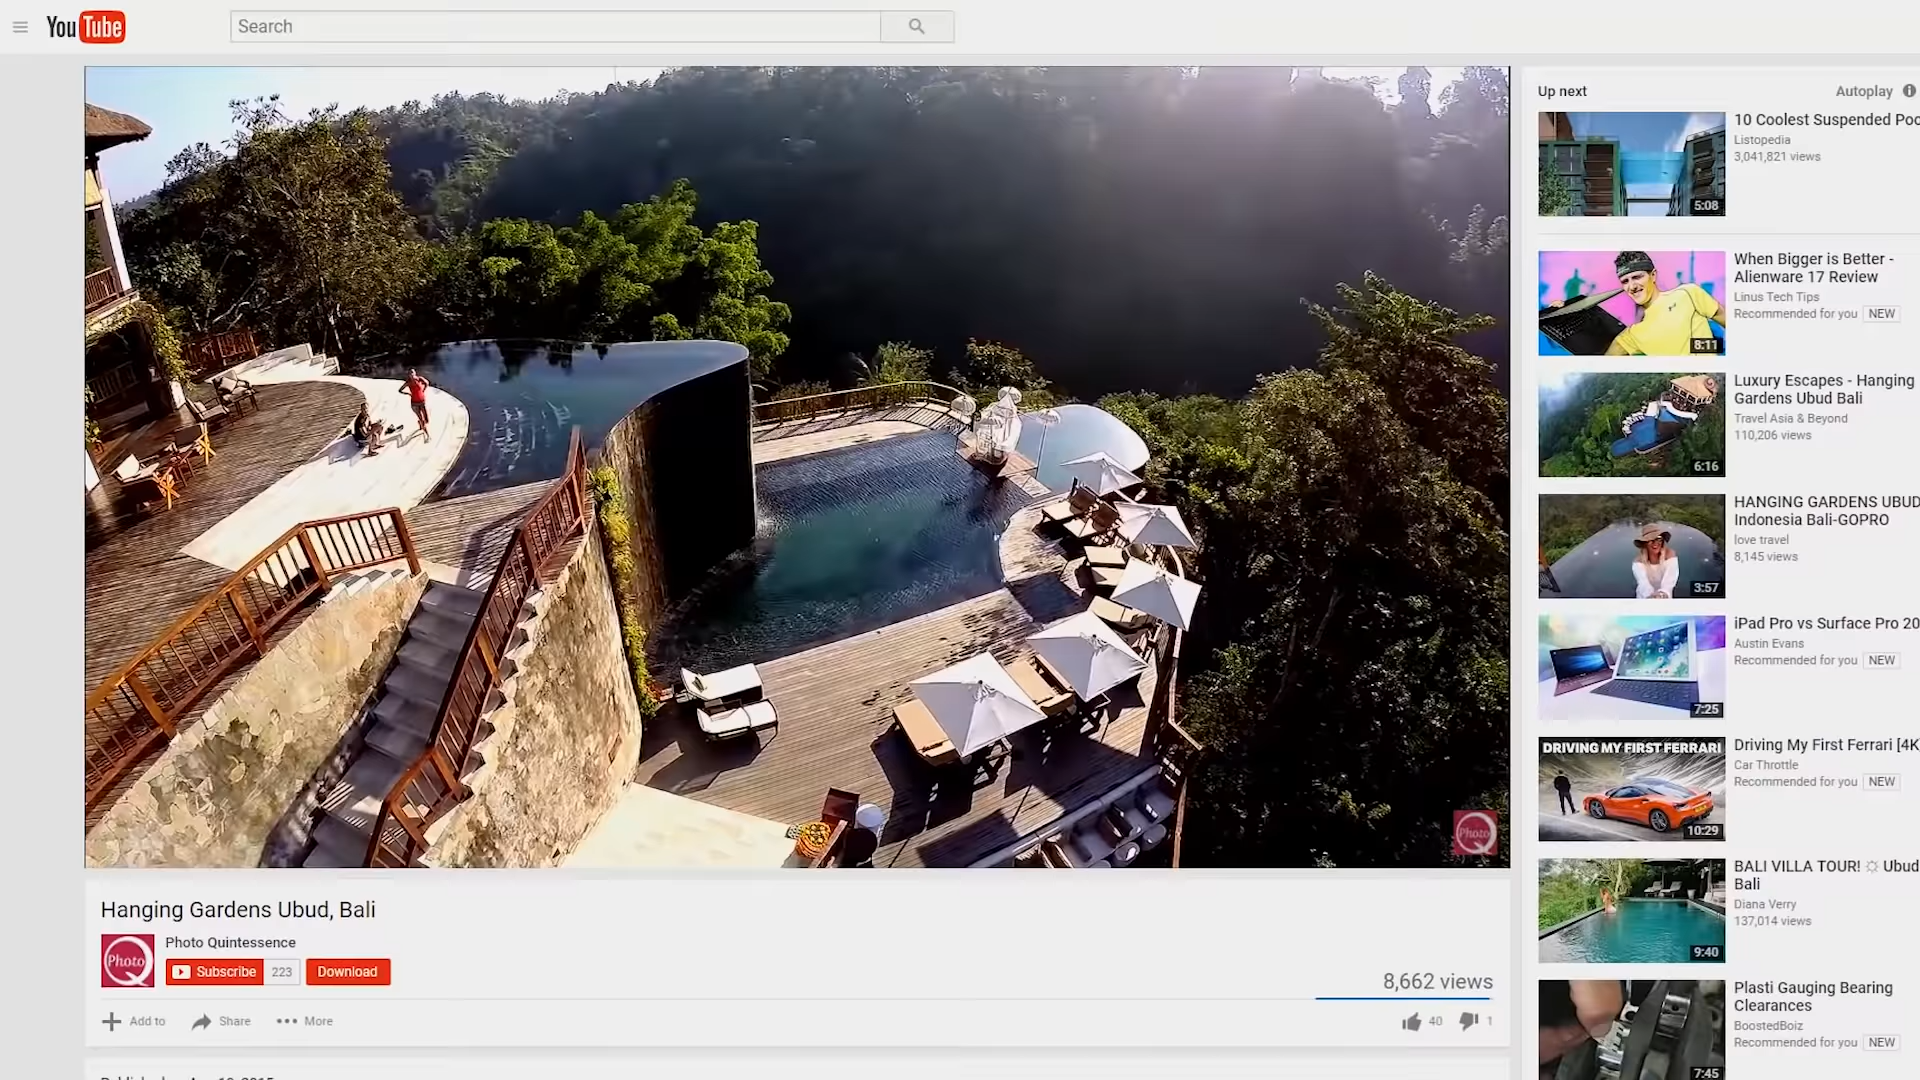 YouTube
Search
Photo
Hanging Gardens Ubud, Bali
Photo
Photo Quintessence
Subscribe 223 Download
8,662 views
Add to Share More
40 1
Up next
Autoplay
5:08
10 Coolest Suspended Poo
Listopedia
3,041,821 views
8:11
When Bigger is Better -
Alienware 17 Review
Linus Tech Tips
Recommended for you NEW
6:16
Luxury Escapes - Hanging
Gardens Ubud Bali
Travel Asia & Beyond
110,206 views
3:57
HANGING GARDENS UBUD
Indonesia Bali-GOPRO
love travel
8,145 views
7:25
iPad Pro vs Surface Pro 20
Austin Evans
Recommended for you NEW
DRIVING MY FIRST FERRARI
10:29
Driving My First Ferrari [4K
Car Throttle
Recommended for you NEW
9:40
BALI VILLA TOUR! ☼ Ubud
Bali
Diana Verry
137,014 views
7:45
Plasti Gauging Bearing
Clearances
BoostedBoiz
Recommended for you NEW